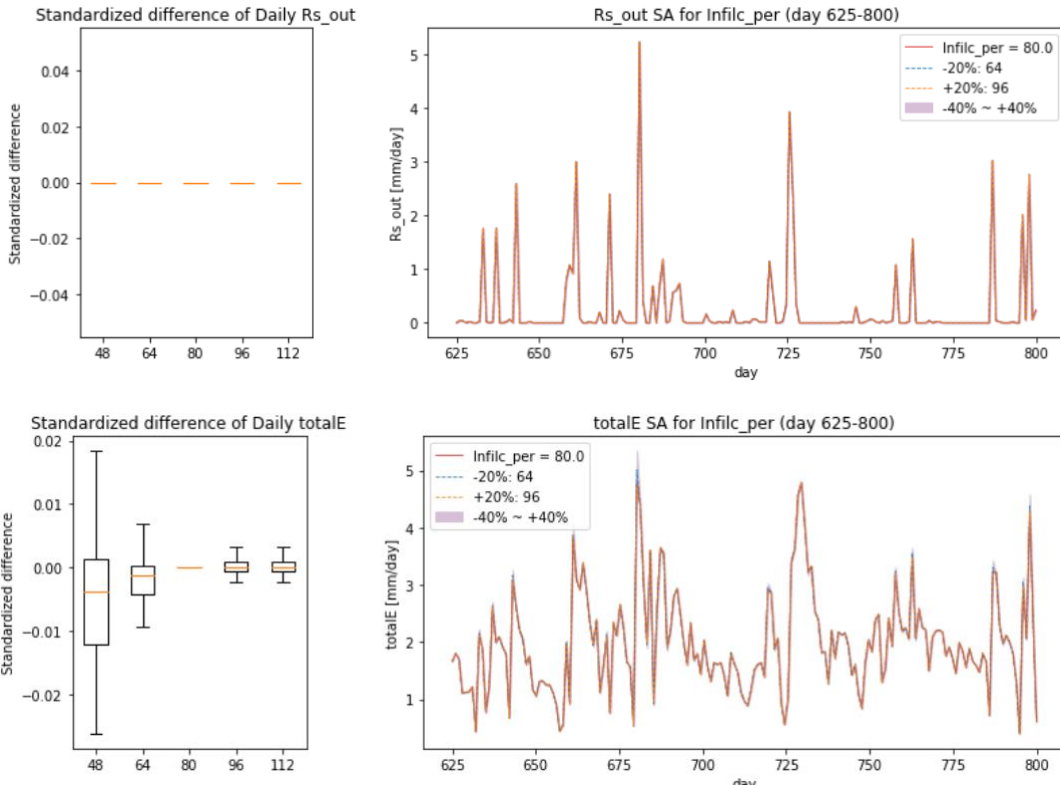 Standardized difference of Daily Rs_out
Standardized difference
0.04
0.02
0.00
−0.02
−0.04
48 64 80 96 112
Rs_out SA for Infilc_per (day 625-800)
Rs_out [mm/day]
5
4
3
2
1
0
Infilc_per = 80.0
-20%: 64
+20%: 96
-40% ~ +40%
625 650 675 700 725 750 775 800
day
Standardized difference of Daily totalE
Standardized difference
0.02
0.01
0.00
−0.01
−0.02
48 64 80 96 112
totalE SA for Infilc_per (day 625-800)
totalE [mm/day]
5
4
3
2
1
Infilc_per = 80.0
-20%: 64
+20%: 96
-40% ~ +40%
625 650 675 700 725 750 775 800
day